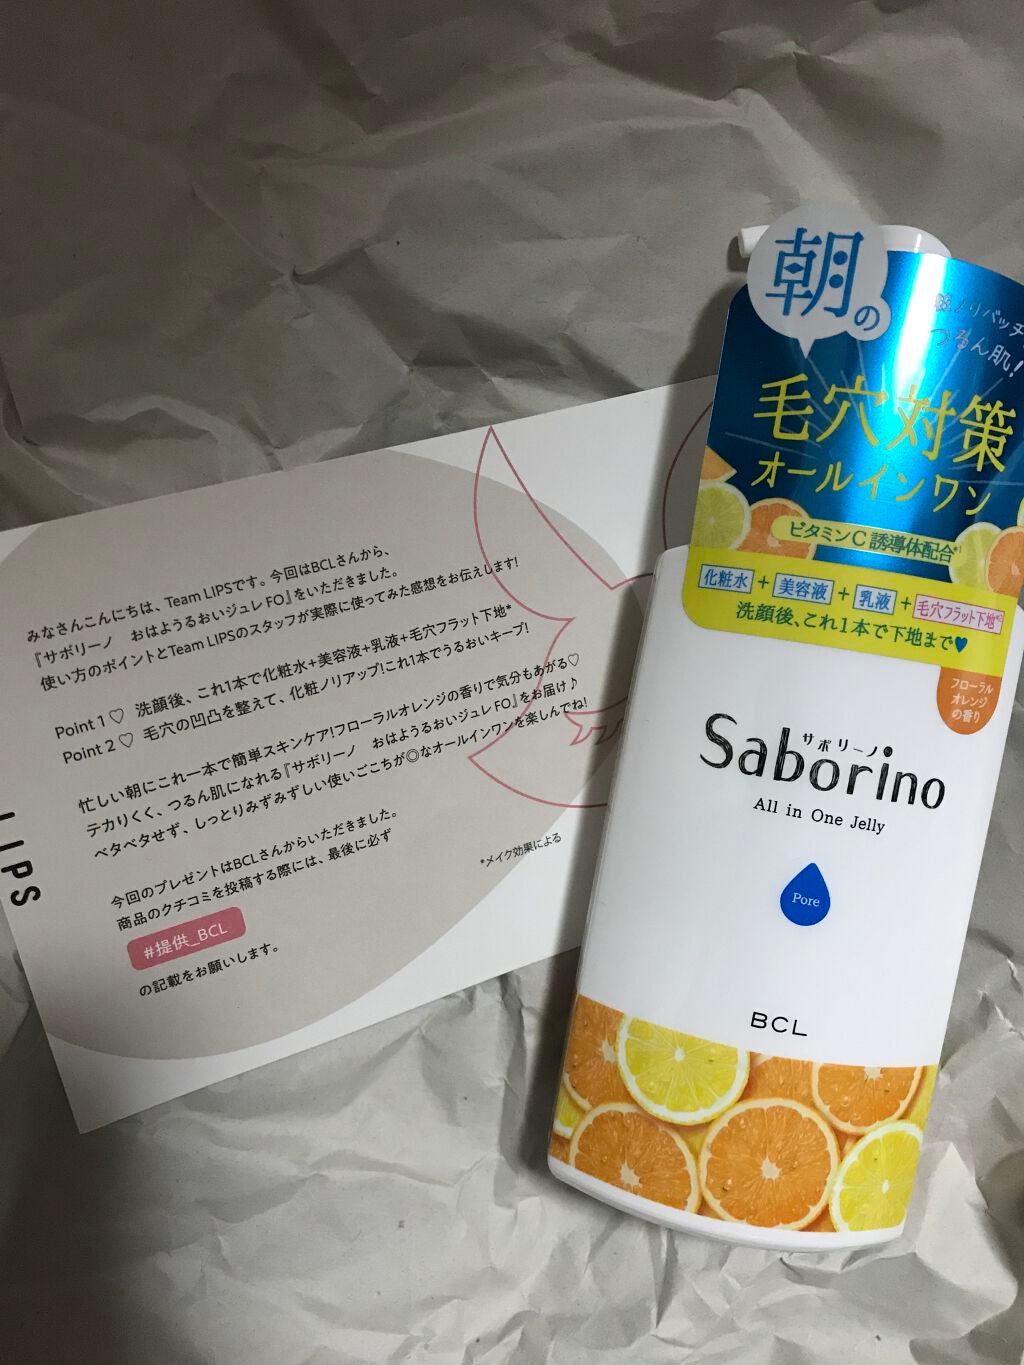 みなさんこんにちは、Team LIPSです。今回はBCLさんから、
『サボリーノ おはようるおいジュレ FO』をいただきました。
使い方のポイントとTeam LIPSのスタッフが実際に使ってみた感想をお伝えします!
Point 1♡ 洗顔後、これ1本で化粧水+美容液+乳液+毛穴フラット下地*
Point 2♡ 毛穴の凹凸を整えて、化粧ノリアップ!これ1本でうるおいキープ!
忙しい朝にこれ一本で簡単スキンケア!フローラルオレンジの香りで気分もあがる♡
テカりくく、つるん肌になれる『サボリーノ おはようるおいジュレ FO』をお届け♪
ベタベタせず、しっとりみずみずしい使いごこちが◎なオールインワンを楽しんでね!
*メイク効果による
今回のプレゼントはBCLさんからいただきました。
商品のクチコミを投稿する際には、最後に必ず
#提供_BCL
の記載をお願いします。
LIPS
朝の
ノリバッチ
つるん肌!
毛穴対策
オールインワン
ビタミンC誘導体配合*1
化粧水+美容液+乳液+毛穴フラット下地*2
洗顔後、これ1本で下地まで♥
フローラル
オレンジ
の香り
サボリーノ
Saborino
All in One Jelly
Pore
BCL